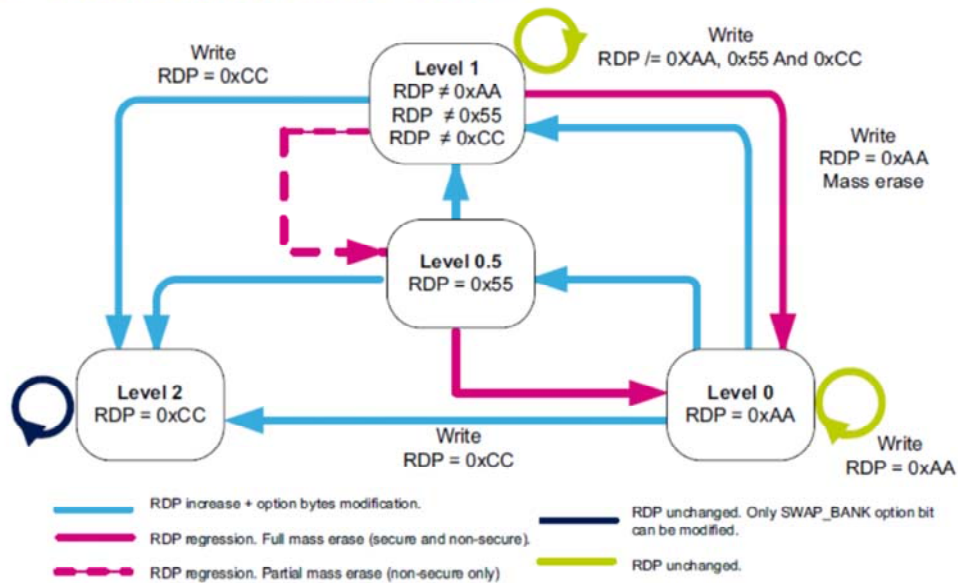 Write
RDP = 0xCC
Level 1
RDP ≠ 0xAA
RDP ≠ 0x55
RDP ≠ 0xCC
Write
RDP /= 0XAA, 0x55 And 0xCC
Write
RDP = 0xAA
Mass erase
Level 0.5
RDP = 0x55
Level 2
RDP = 0xCC
Level 0
RDP = 0xAA
Write
RDP = 0xCC
Write
RDP = 0xAA
RDP increase + option bytes modification.
RDP regression. Full mass erase (secure and non-secure).
RDP regression. Partial mass erase (non-secure only)
RDP unchanged. Only SWAP_BANK option bit
can be modified.
RDP unchanged.